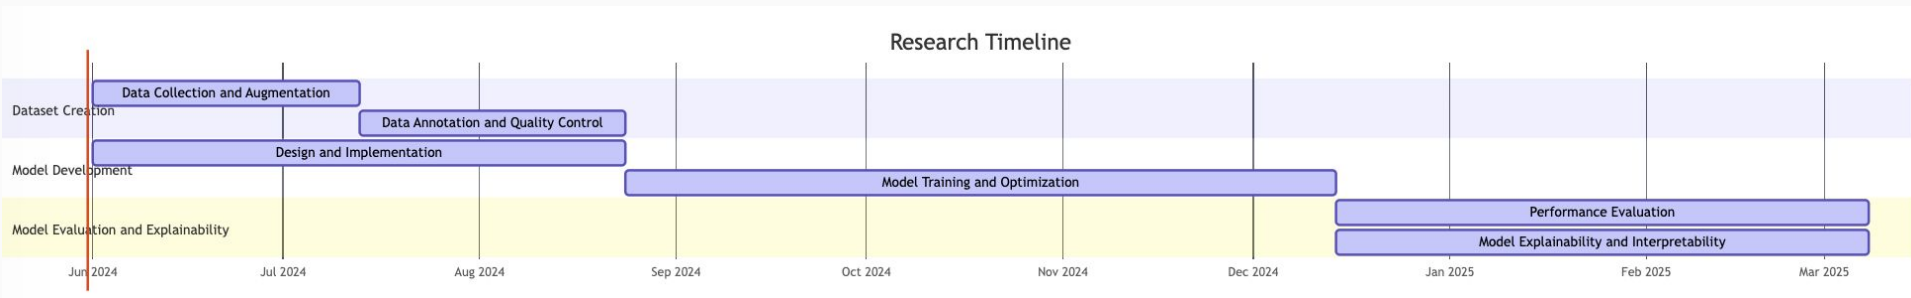 Research Timeline
Data Collection and Augmentation
Dataset Creation
Data Annotation and Quality Control
Design and Implementation
Model Development
Model Training and Optimization
Performance Evaluation
Model Evaluation and Explainability
Model Explainability and Interpretability
Jun 2024 Jul 2024 Aug 2024 Sep 2024 Oct 2024 Nov 2024 Dec 2024 Jan 2025 Feb 2025 Mar 2025